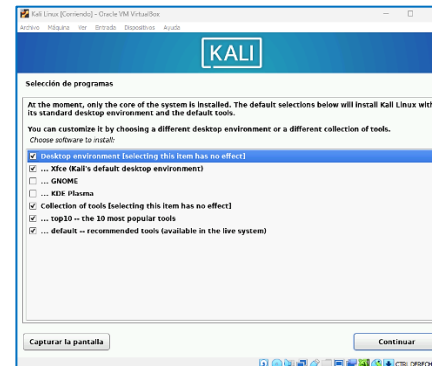 Kali Linux [Corriendo] - Oracle VM VirtualBox
Archivo Máquina Ver Entrada Dispositivos Ayuda
KALI
Selección de programas
At the moment, only the core of the system is installed. The default selections below will install Kali Linux with
its standard desktop environment and the default tools.
You can customize it by choosing a different desktop environment or a different collection of tools.
Choose software to install:
Desktop environment [selecting this item has no effect]
... Xfce (Kali's default desktop environment)
... GNOME
... KDE Plasma
Collection of tools [selecting this item has no effect]
... top10 -- the 10 most popular tools
... default -- recommended tools (available in the live system)
Capturar la pantalla
Continuar
CTRL DERECH